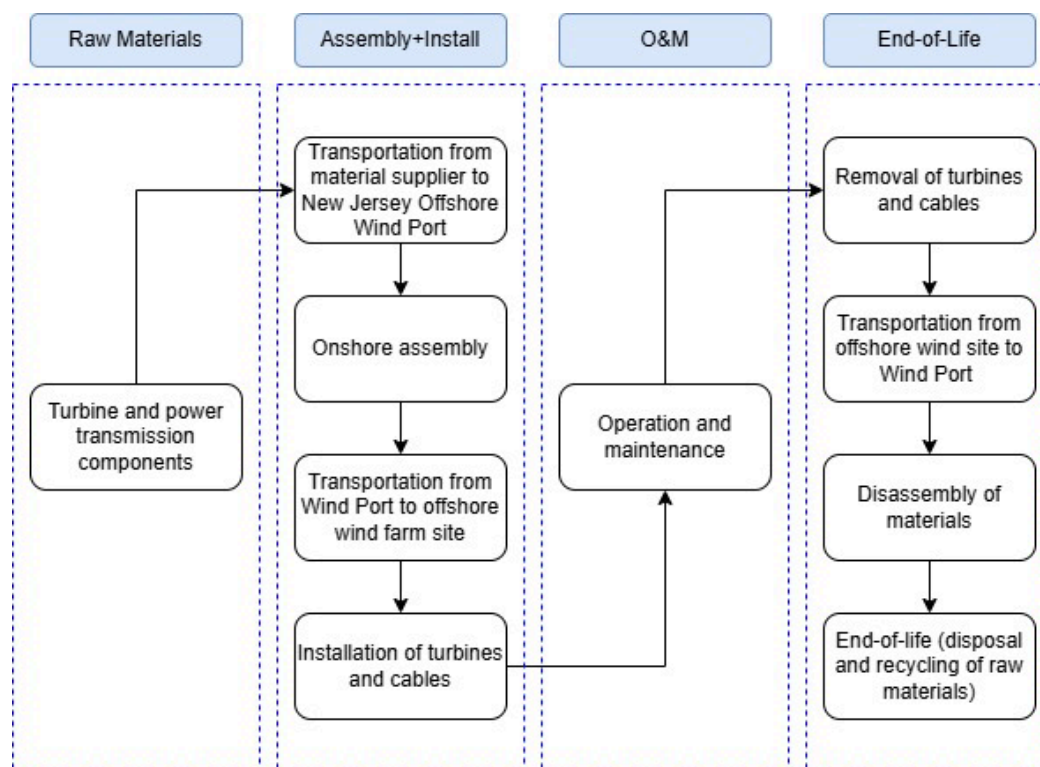 Raw Materials
Assembly+Install
O&M
End-of-Life
Turbine and power
transmission
components
Transportation from
material supplier to
New Jersey Offshore
Wind Port
Onshore assembly
Transportation from
Wind Port to offshore
wind farm site
Installation of turbines
and cables
Operation and
maintenance
Removal of turbines
and cables
Transportation from
offshore wind site to
Wind Port
Disassembly of
materials
End-of-life (disposal
and recycling of raw
materials)